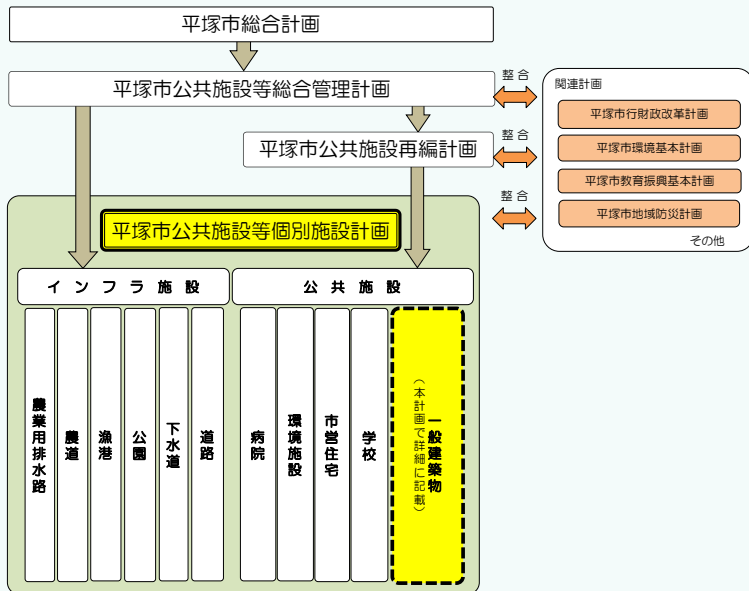 平塚市総合計画
平塚市公共施設等総合管理計画
整合
関連計画
平塚市行財政改革計画
平塚市公共施設再編計画
整合
平塚市環境基本計画
平塚市教育振興基本計画
整合
平塚市地域防災計画
その他
平塚市公共施設等個別施設計画
インフラ施設
公共施設
農業用排水路
農道
漁港
公園
下水道
道路
病院
環境施設
市営住宅
学校
一般建築物
（本計画で詳細に記載）